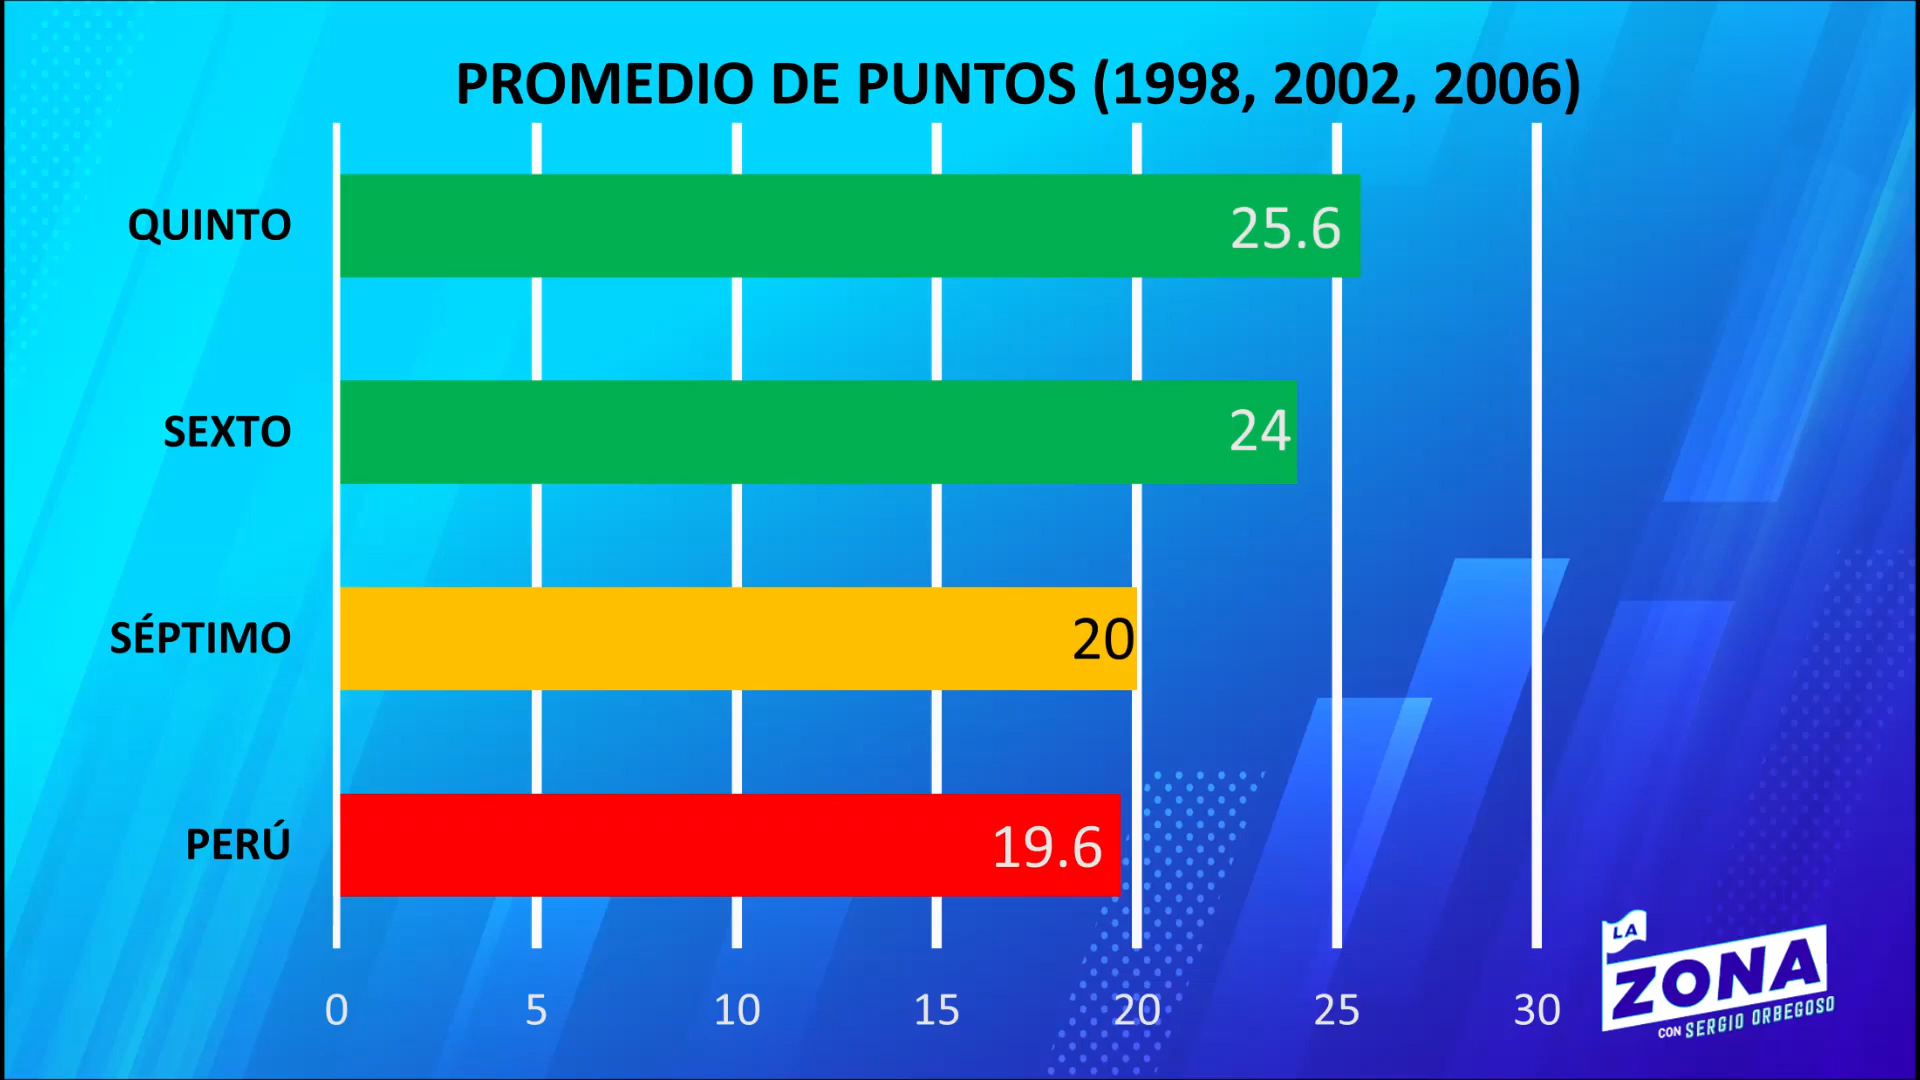 PROMEDIO DE PUNTOS (1998, 2002, 2006)
QUINTO
25.6
SEXTO
24
SÉPTIMO
20
PERÚ
19.6
0 5 10 15 20 25 30
LA
ZONA
CON SERGIO ORBEGOSO